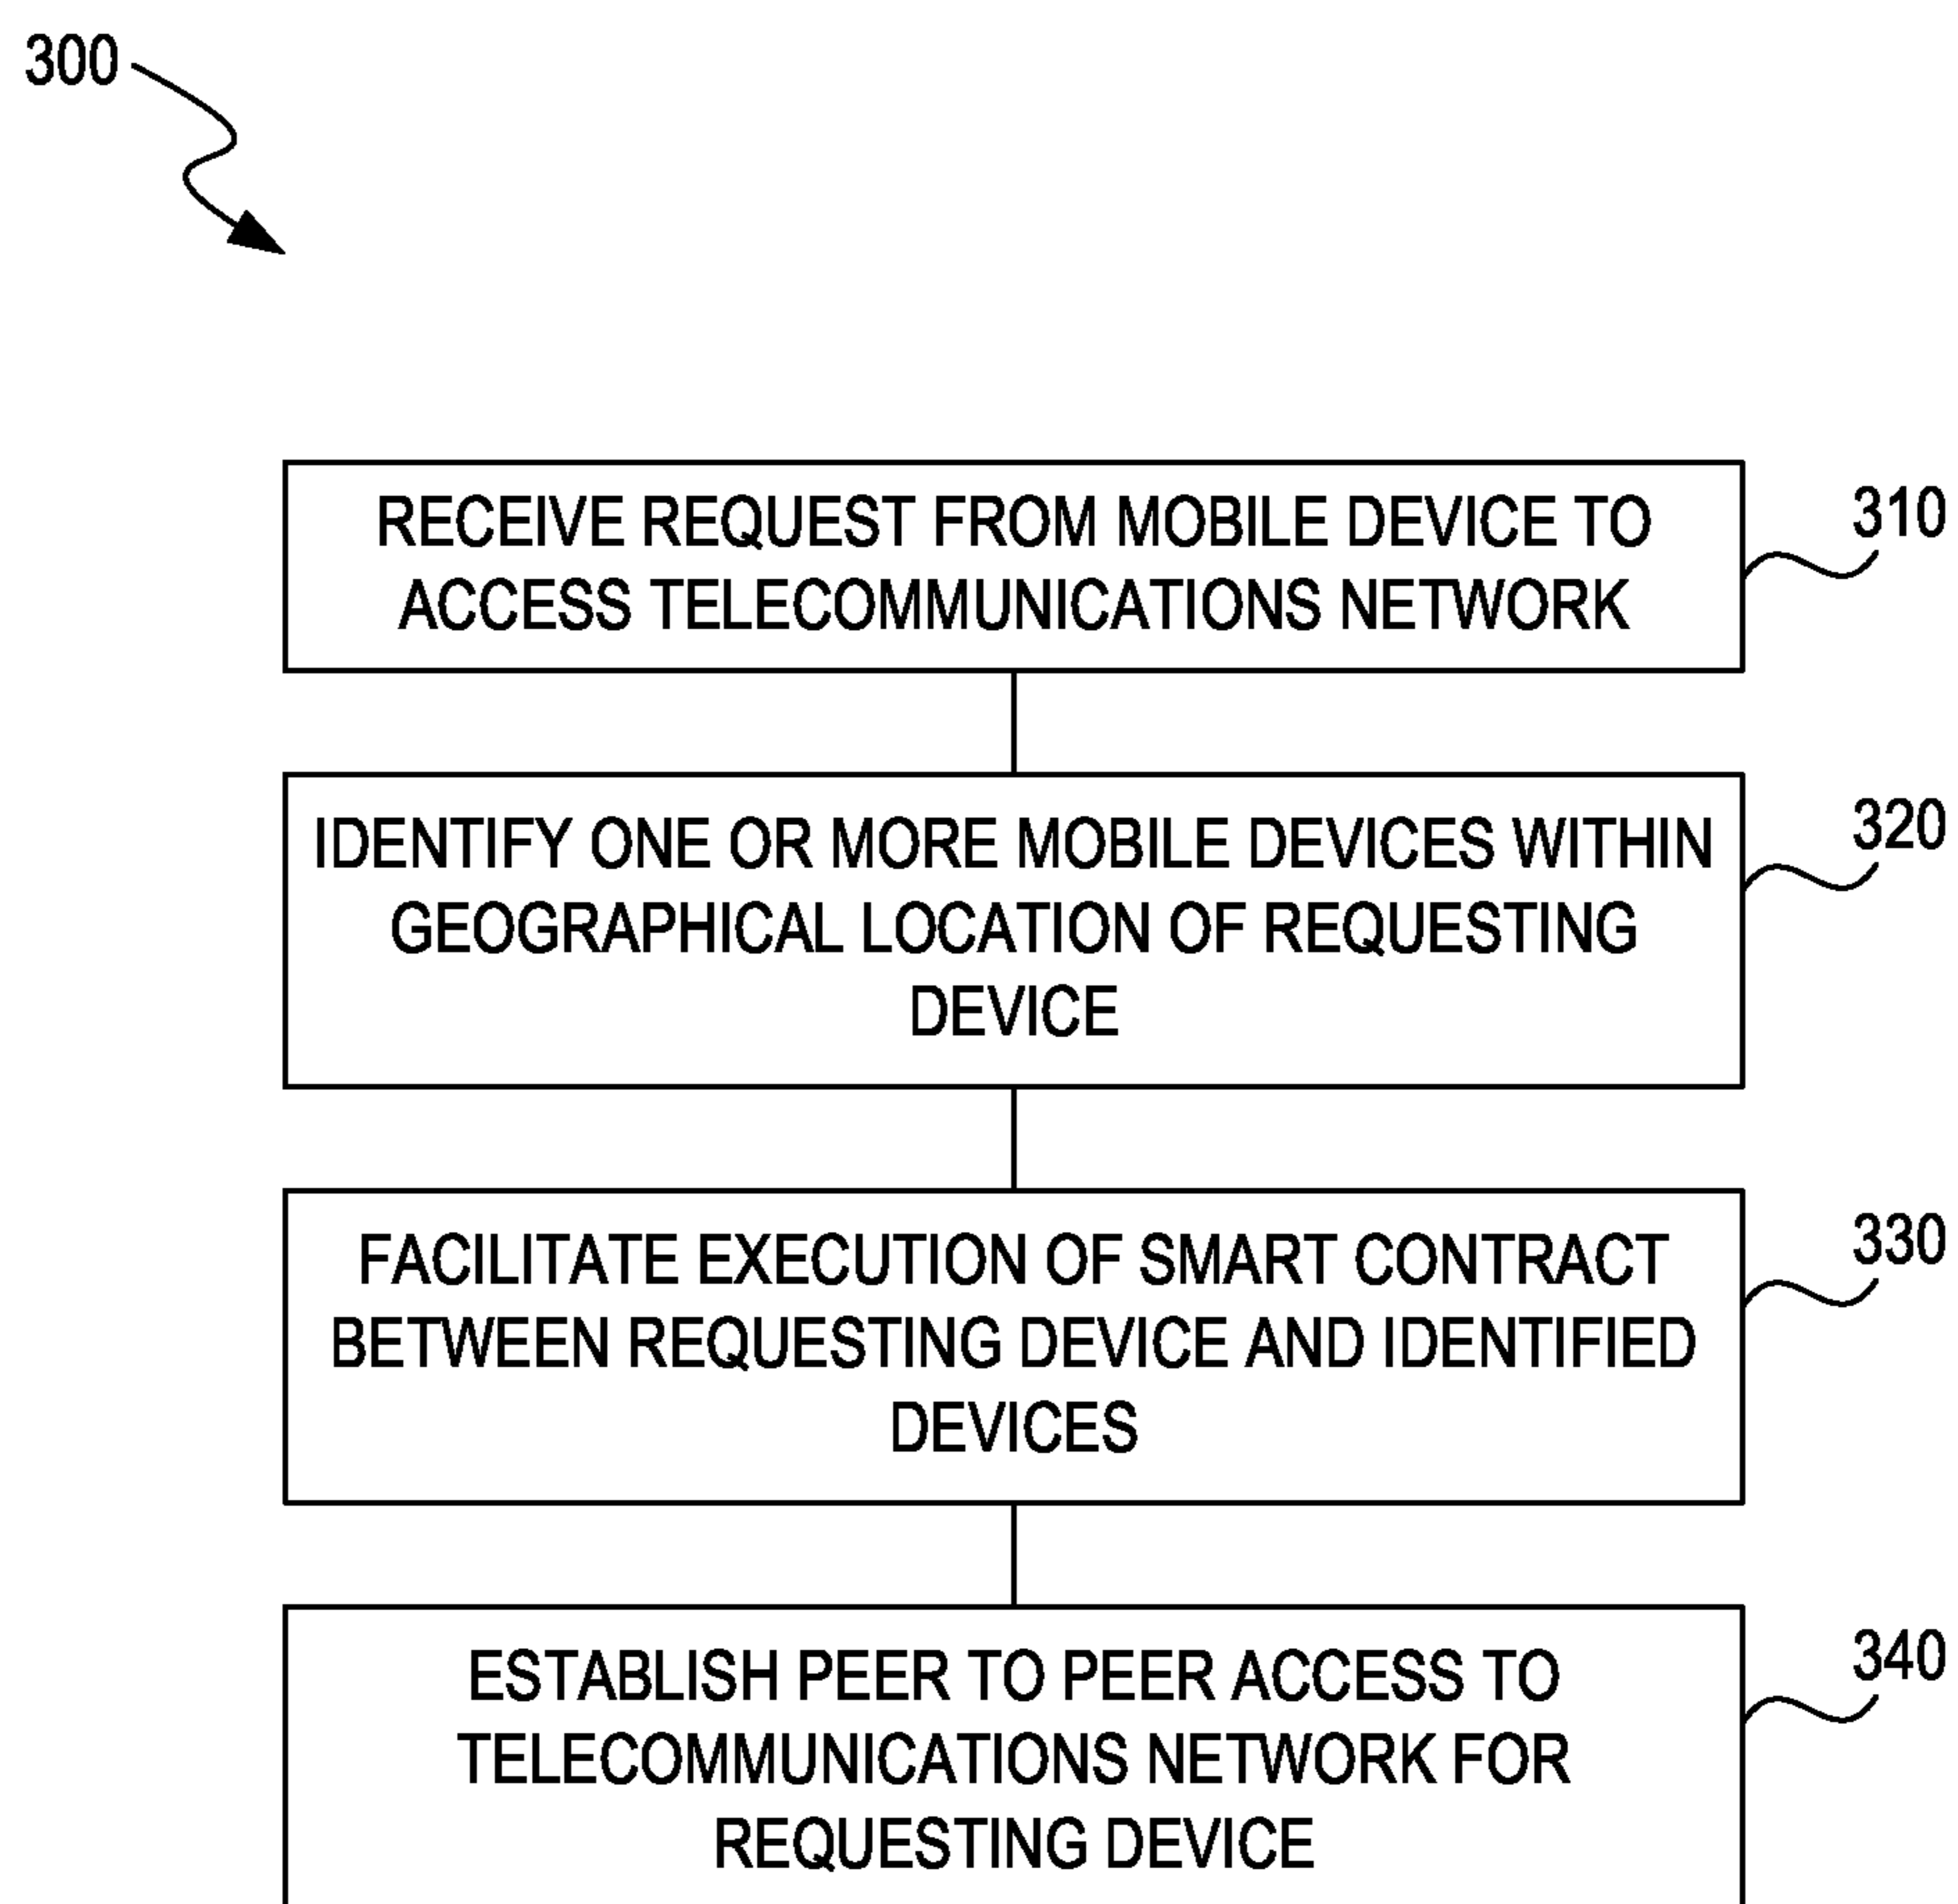 300
RECEIVE REQUEST FROM MOBILE DEVICE TO
ACCESS TELECOMMUNICATIONS NETWORK
310
IDENTIFY ONE OR MORE MOBILE DEVICES WITHIN
GEOGRAPHICAL LOCATION OF REQUESTING
DEVICE
320
FACILITATE EXECUTION OF SMART CONTRACT
BETWEEN REQUESTING DEVICE AND IDENTIFIED
DEVICES
330
ESTABLISH PEER TO PEER ACCESS TO
TELECOMMUNICATIONS NETWORK FOR
REQUESTING DEVICE
340